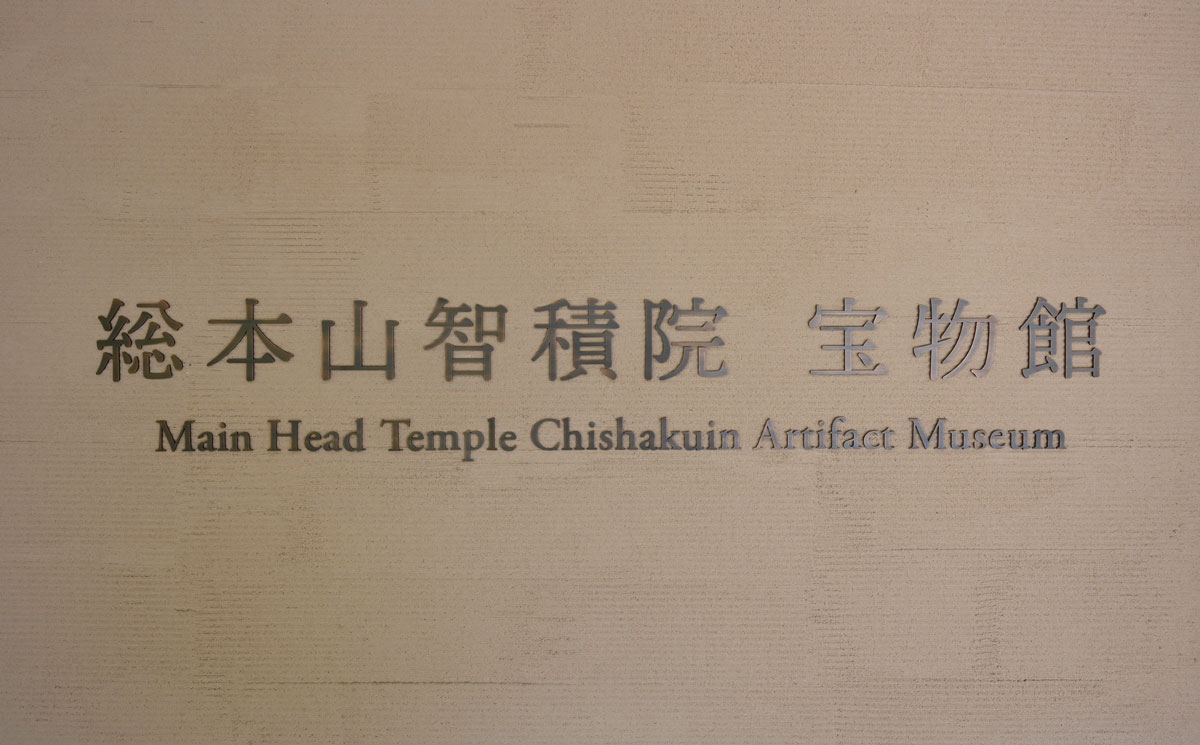 総本山智積院 宝物館
Main Head Temple Chishakuin Artifact Museum